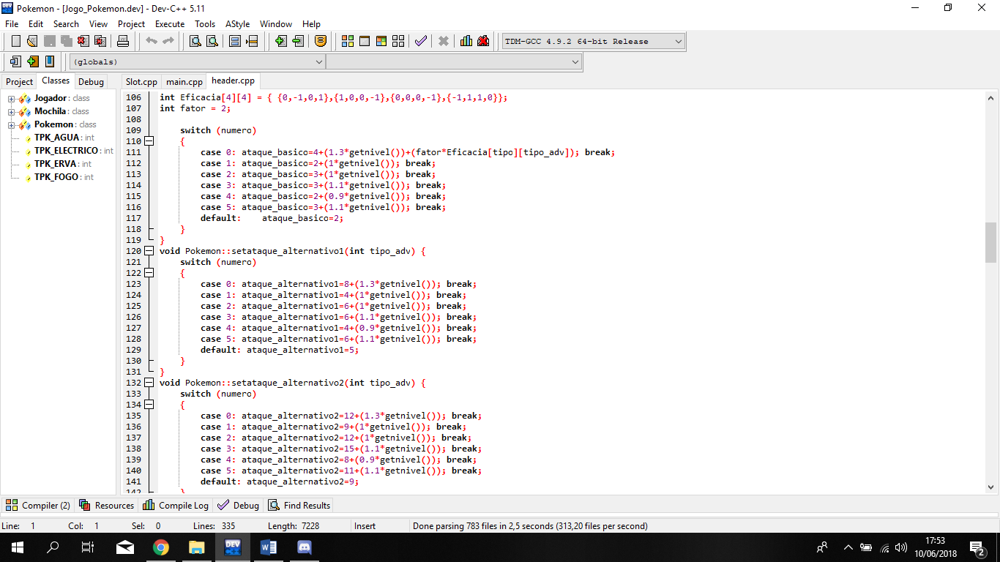 Pokemon - [Jogo_Pokemon.dev] - Dev-C++ 5.11
File Edit Search View Project Execute Tools AStyle Window Help
TDM-GCC 4.9.2 64-bit Release
(globals)
Project Classes Debug
Slot.cpp main.cpp header.cpp
Jogador : class
Mochila : class
Pokemon : class
TPK_AGUA : int
TPK_ELECTRICO : int
TPK_ERVA : int
TPK_FOGO : int
106 int Eficacia[4][4] = { {0,-1,0,1},{1,0,0,-1},{0,0,0,-1},{-1,1,1,0}};
107 int fator = 2;
108
109 switch (numero)
110 {
111 case 0: ataque_basico=4+(1.3*getnivel())+(fator*Eficacia[tipo][tipo_adv]); break;
112 case 1: ataque_basico=2+(1*getnivel()); break;
113 case 2: ataque_basico=3+(1*getnivel()); break;
114 case 3: ataque_basico=3+(1.1*getnivel()); break;
115 case 4: ataque_basico=2+(0.9*getnivel()); break;
116 case 5: ataque_basico=3+(1.1*getnivel()); break;
117 default: ataque_basico=2;
118 }
119 }
120 void Pokemon::setataque_alternativo1(int tipo_adv) {
121 switch (numero)
122 {
123 case 0: ataque_alternativo1=8+(1.3*getnivel()); break;
124 case 1: ataque_alternativo1=4+(1*getnivel()); break;
125 case 2: ataque_alternativo1=6+(1*getnivel()); break;
126 case 3: ataque_alternativo1=6+(1.1*getnivel()); break;
127 case 4: ataque_alternativo1=4+(0.9*getnivel()); break;
128 case 5: ataque_alternativo1=6+(1.1*getnivel()); break;
129 default: ataque_alternativo1=5;
130 }
131 }
132 void Pokemon::setataque_alternativo2(int tipo_adv) {
133 switch (numero)
134 {
135 case 0: ataque_alternativo2=12+(1.3*getnivel()); break;
136 case 1: ataque_alternativo2=9+(1*getnivel()); break;
137 case 2: ataque_alternativo2=12+(1*getnivel()); break;
138 case 3: ataque_alternativo2=15+(1.1*getnivel()); break;
139 case 4: ataque_alternativo2=8+(0.9*getnivel()); break;
140 case 5: ataque_alternativo2=11+(1.1*getnivel()); break;
141 default: ataque_alternativo2=9;
142 }
Compiler (2) Resources Compile Log Debug Find Results
Line: 1 Col: 1 Sel: 0 Lines: 335 Length: 7228 Insert Done parsing 783 files in 2,5 seconds (313,20 files per second)
DEV
17:53
10/06/2018
2